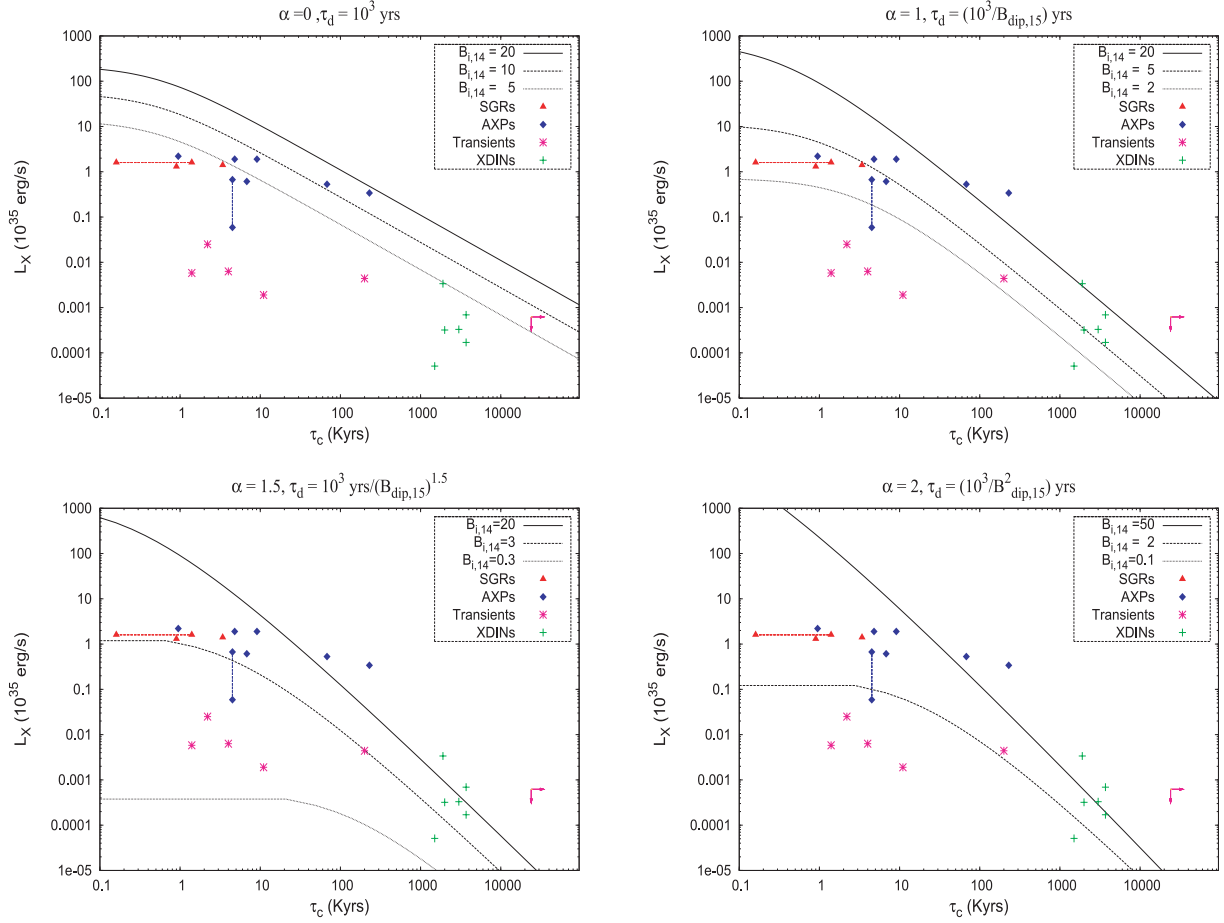 α =0 ,τd = 10³ yrs
1000
100
10
1
0.1
0.01
0.001
0.0001
1e-05
0.1 1 10 100 1000 10000
LX (10³⁵ erg/s)
τc (Kyrs)
Bi,14 = 20
Bi,14 = 10
Bi,14 = 5
SGRs
AXPs
Transients
XDINs
α = 1, τd = (10³/Bdip,15) yrs
1000
100
10
1
0.1
0.01
0.001
0.0001
1e-05
0.1 1 10 100 1000 10000
LX (10³⁵ erg/s)
τc (Kyrs)
Bi,14 = 20
Bi,14 = 5
Bi,14 = 2
SGRs
AXPs
Transients
XDINs
α = 1.5, τd = 10³ yrs/(Bdip,15)¹·⁵
1000
100
10
1
0.1
0.01
0.001
0.0001
1e-05
0.1 1 10 100 1000 10000
LX (10³⁵ erg/s)
τc (Kyrs)
Bi,14=20
Bi,14=3
Bi,14=0.3
SGRs
AXPs
Transients
XDINs
α = 2, τd = (10³/B²dip,15) yrs
1000
100
10
1
0.1
0.01
0.001
0.0001
1e-05
0.1 1 10 100 1000 10000
LX (10³⁵ erg/s)
τc (Kyrs)
Bi,14=50
Bi,14= 2
Bi,14=0.1
SGRs
AXPs
Transients
XDINs